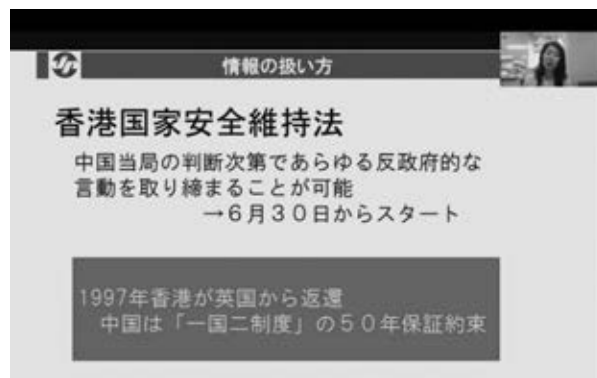 情報の扱い方
香港国家安全維持法
中国当局の判断次第であらゆる反政府的な
言動を取り締まることが可能
→６月３０日からスタート
1997年香港が英国から返還
中国は「一国二制度」の５０年保証約束